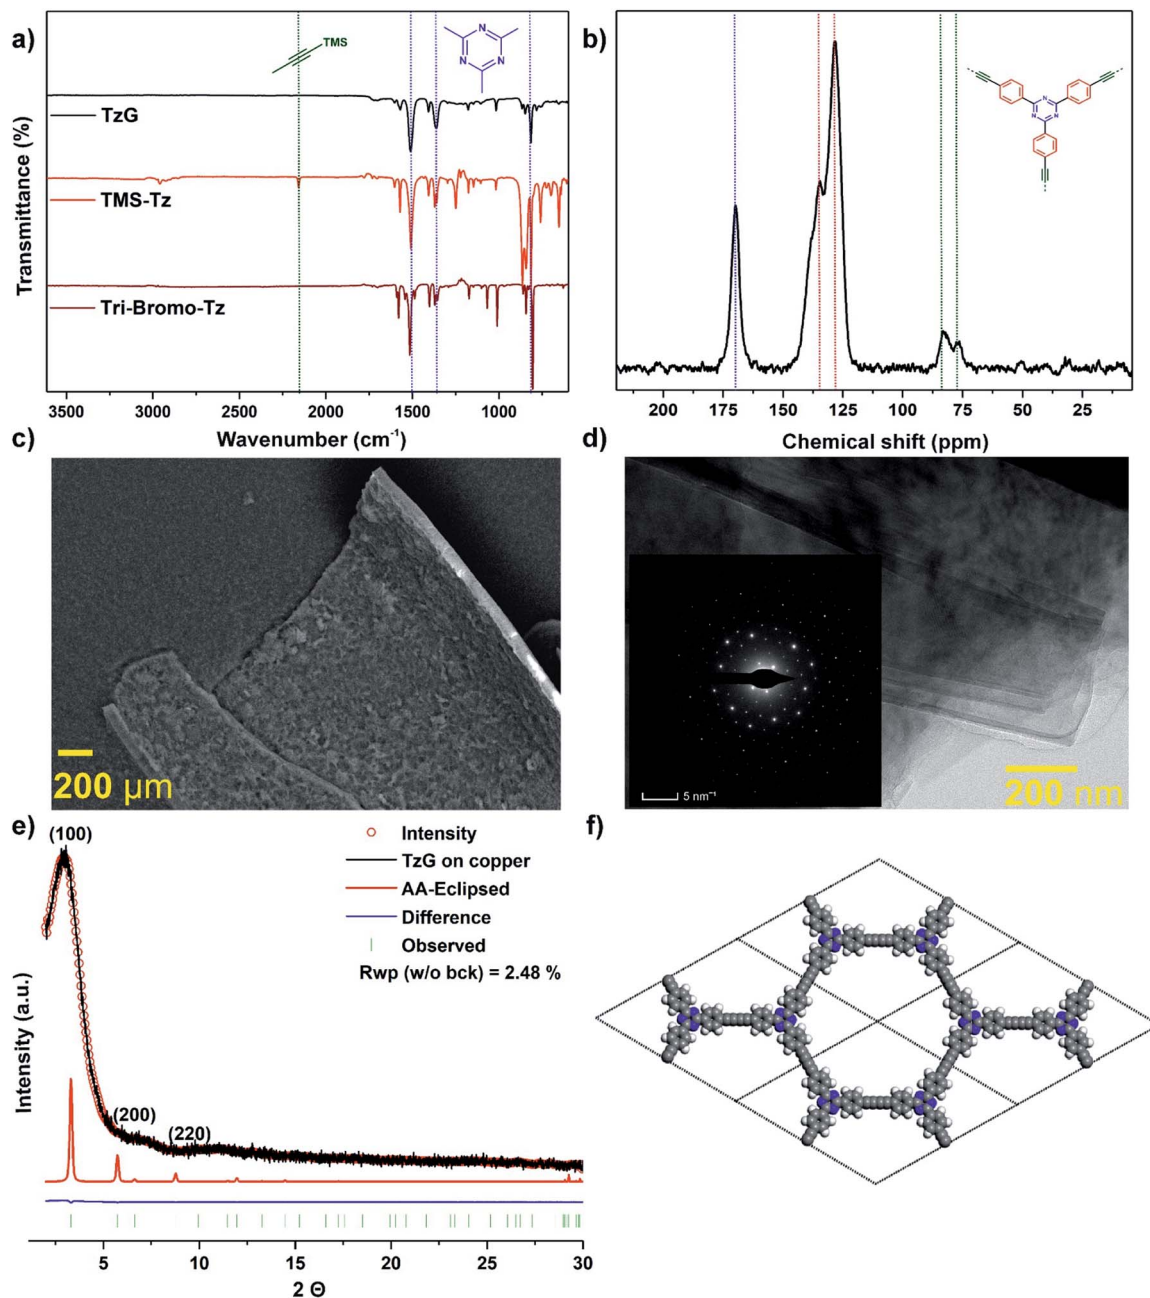 a)
TMS
N
N
N
TzG
TMS-Tz
Tri-Bromo-Tz
Transmittance (%)
3500
3000
2500
2000
1500
1000
Wavenumber (cm⁻¹)
b)
N
N
N
200
175
150
125
100
75
50
25
Chemical shift (ppm)
c)
200 µm
d)
5 nm⁻¹
200 nm
e)
(100)
(200)
(220)
Intensity
TzG on copper
AA-Eclipsed
Difference
Observed
Rwp (w/o bck) = 2.48 %
Intensity (a.u.)
5
10
15
20
25
30
2 Θ
f)